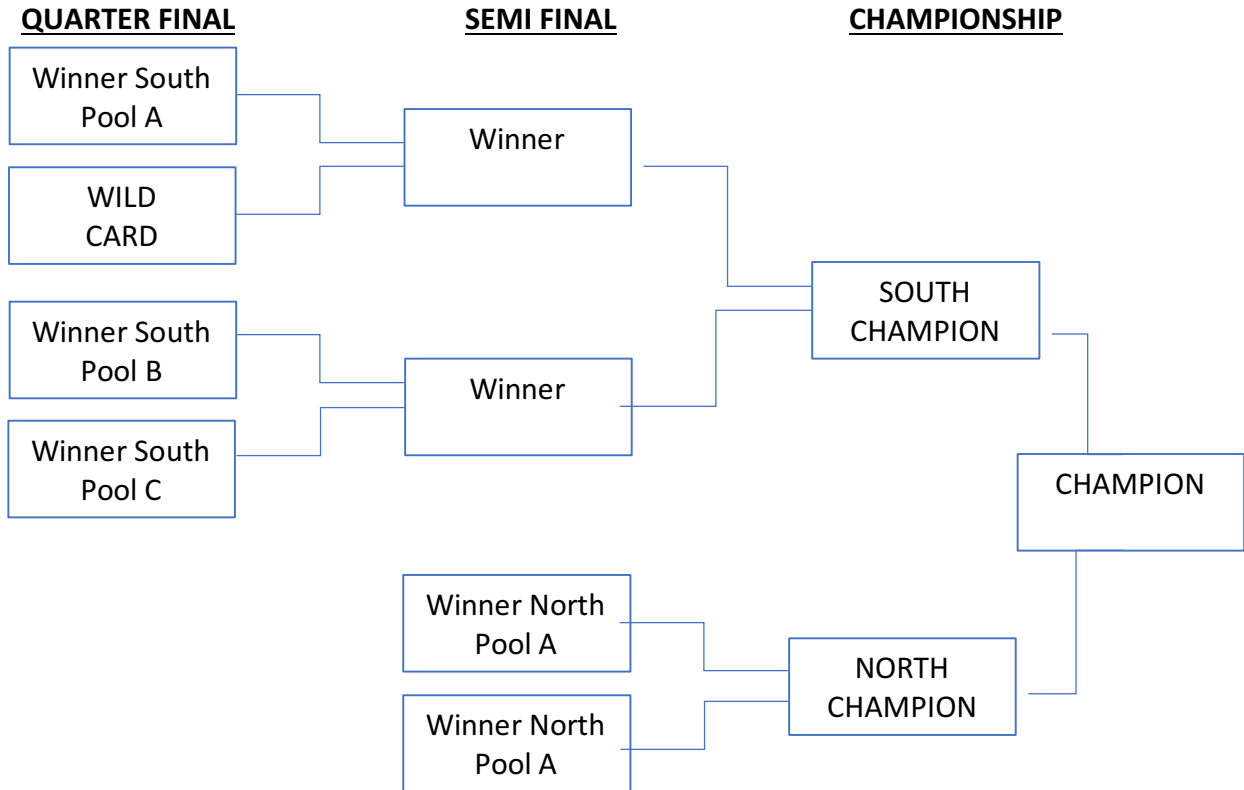 QUARTER FINAL
SEMI FINAL
CHAMPIONSHIP
Winner South
Pool A
WILD
CARD
Winner
Winner South
Pool B
Winner South
Pool C
Winner
SOUTH
CHAMPION
CHAMPION
Winner North
Pool A
Winner North
Pool A
NORTH
CHAMPION